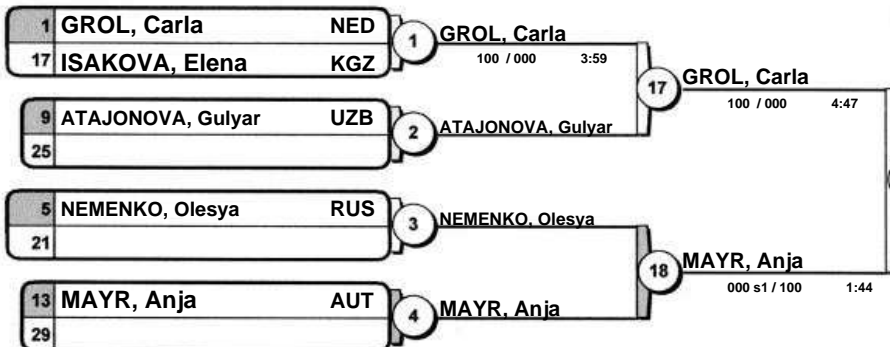 1 GROL, Carla NED
17 ISAKOVA, Elena KGZ
1
GROL, Carla
100 / 000 3:59
9 ATAJONOVA, Gulyar UZB
25
2
ATAJONOVA, Gulyar
17
GROL, Carla
100 / 000 4:47
5 NEMENKO, Olesya RUS
21
3
NEMENKO, Olesya
13 MAYR, Anja AUT
29
4
MAYR, Anja
18
MAYR, Anja
000 s1 / 100 1:44